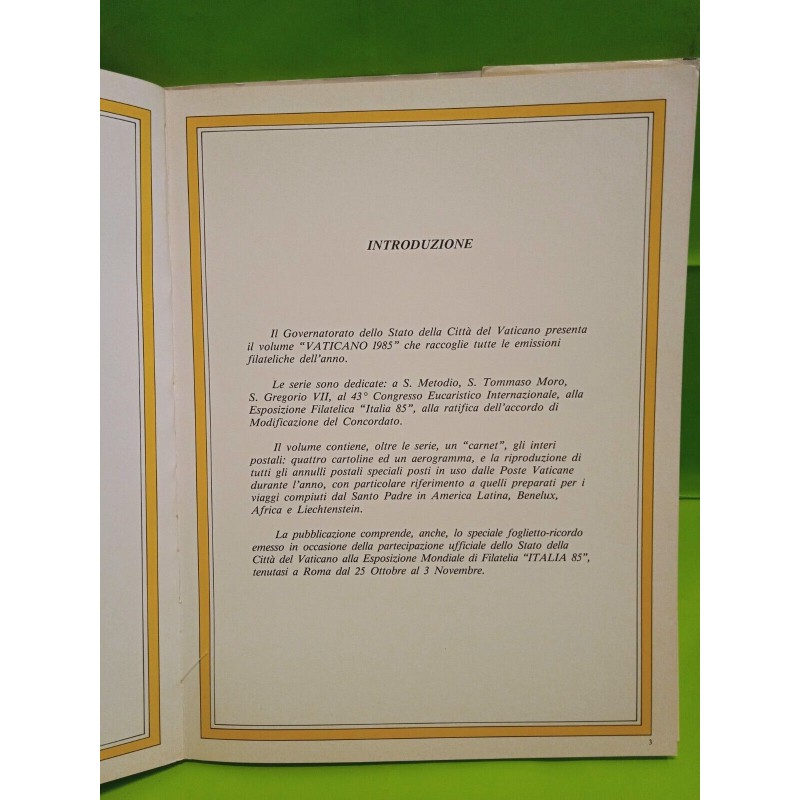 INTRODUZIONE
Il Governatorato dello Stato della Città del Vaticano presenta
il volume “VATICANO 1985” che raccoglie tutte le emissioni
filateliche dell'anno.
Le serie sono dedicate: a S. Metodio, S. Tommaso Moro,
S. Gregorio VII, al 43° Congresso Eucaristico Internazionale, alla
Esposizione Filatelica “Italia 85”, alla ratifica dell'accordo di
Modificazione del Concordato.
Il volume contiene, oltre le serie, un “carnet”, gli interi
postali: quattro cartoline ed un aerogramma, e la riproduzione di
tutti gli annulli postali speciali posti in uso dalle Poste Vaticane
durante l'anno, con particolare riferimento a quelli preparati per i
viaggi compiuti dal Santo Padre in America Latina, Benelux,
Africa e Liechtenstein.
La pubblicazione comprende, anche, lo speciale foglietto-ricordo
emesso in occasione della partecipazione ufficiale dello Stato della
Città del Vaticano alla Esposizione Mondiale di Filatelia “ITALIA 85”,
tenutasi a Roma dal 25 Ottobre al 3 Novembre.
3